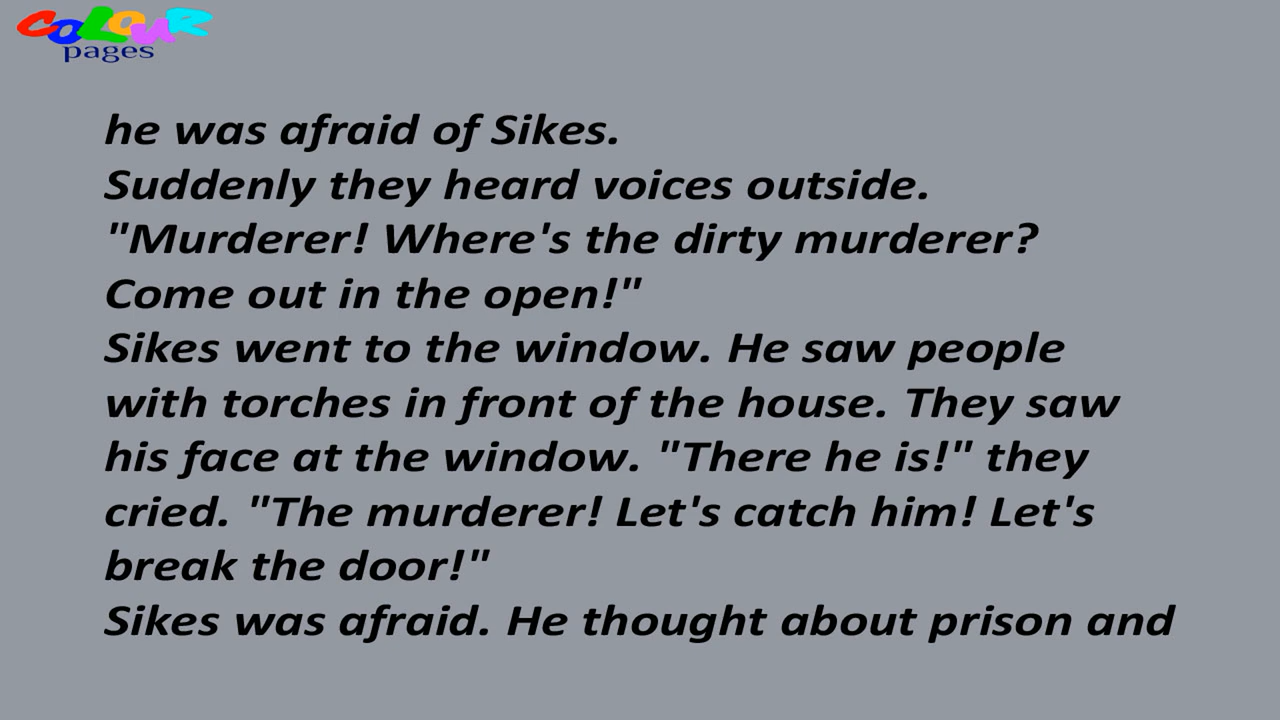 COLOUR
pages
he was afraid of Sikes.
Suddenly they heard voices outside.
"Murderer! Where's the dirty murderer?
Come out in the open!"
Sikes went to the window. He saw people
with torches in front of the house. They saw
his face at the window. "There he is!" they
cried. "The murderer! Let's catch him! Let's
break the door!"
Sikes was afraid. He thought about prison and